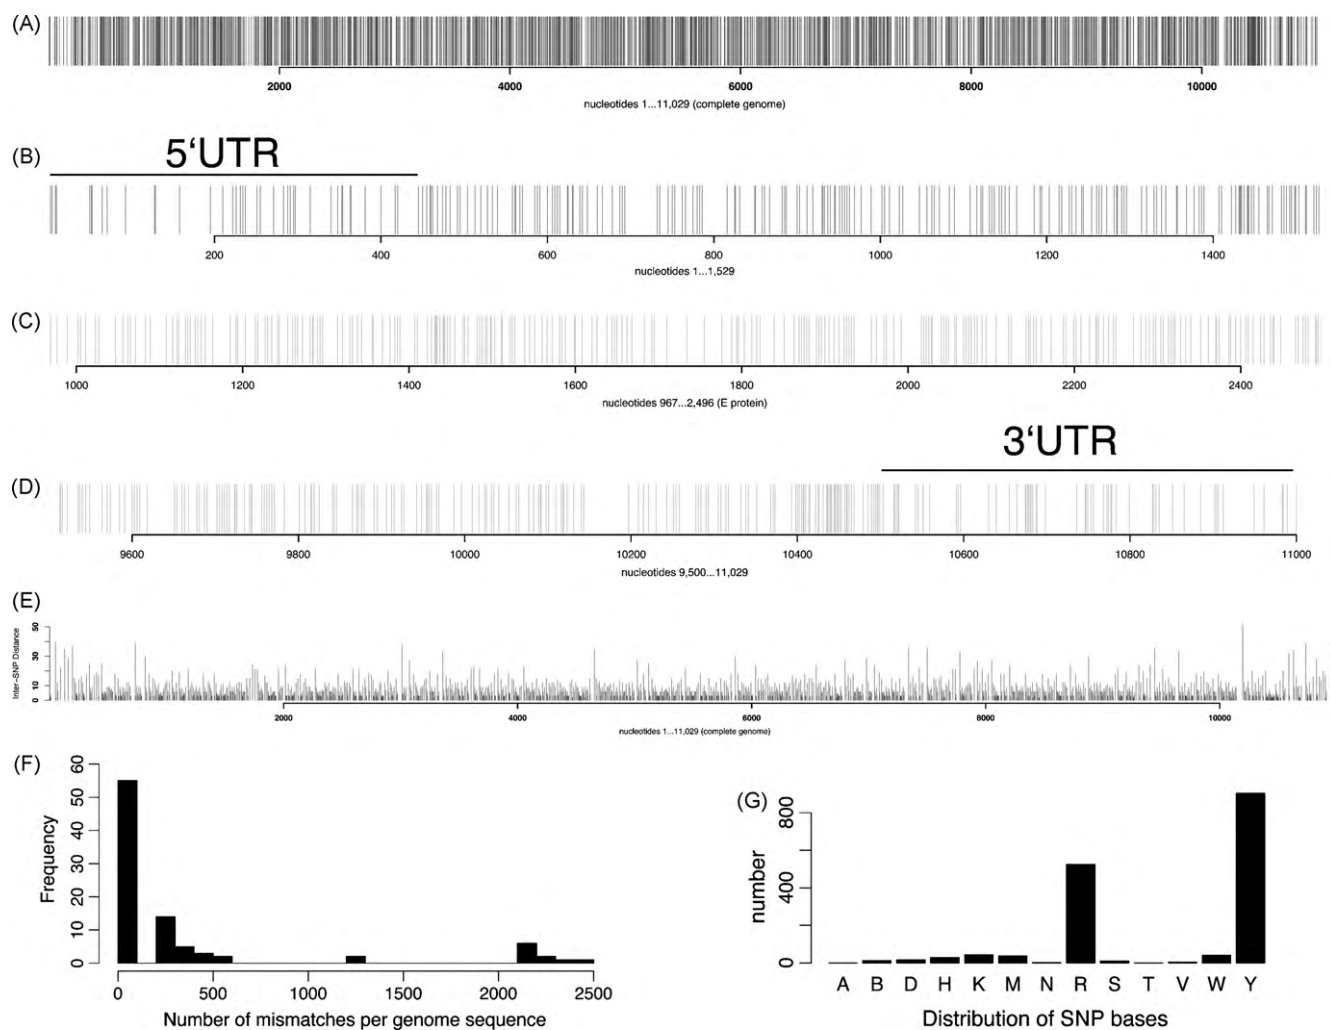 (A)
2000 4000 6000 8000 10000
nucleotides 1...11,029 (complete genome)
5‘UTR
(B)
200 400 600 800 1000 1200 1400
nucleotides 1...1,529
(C)
1000 1200 1400 1600 1800 2000 2200 2400
nucleotides 967...2,496 (E protein)
3‘UTR
(D)
9600 9800 10000 10200 10400 10600 10800 11000
nucleotides 9,500...11,029
(E)
Inter-SNP Distance
0 10 30 50
2000 4000 6000 8000 10000
nucleotides 1...11,029 (complete genome)
(F)
Frequency
0 10 20 30 40 50 60
0 500 1000 1500 2000 2500
Number of mismatches per genome sequence
(G)
number
0 400 800
A B D H K M N R S T V W Y
Distribution of SNP bases